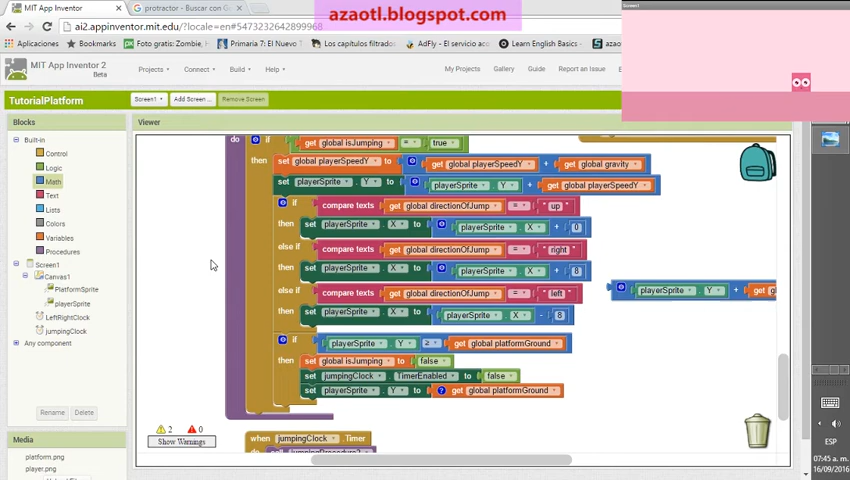 MIT App Inventor 2
protractor - Buscar con G
azaotl.blogspot.com
Screen1
ai2.appinventor.mit.edu/?locale=en#5473232642899968
Aplicaciones
Foto gratis: Zombie, H
Primaria 7: El Nuevo T
Los capítulos filtrados
AdFly - El servicio ac
Learn English Basics
azaotl
MIT App Inventor 2
Beta
Projects
Connect
Build
Help
My Projects
Gallery
Guide
Report an Issue
TutorialPlatform
Screen1
Add Screen ...
Remove Screen
Blocks
Viewer
Built-in
Control
Logic
Math
Text
Lists
Colors
Variables
Procedures
Screen1
Canvas1
PlatformSprite
playerSprite
LeftRightClock
jumpingClock
Any component
Rename
Delete
Media
platform.png
player.png
do if get global isJumping = true
then set global playerSpeedY to get global playerSpeedY + get global gravity
set playerSprite . Y to playerSprite . Y + get global playerSpeedY
if compare texts get global directionOfJump = " up "
then set playerSprite . X to playerSprite . X + 0
else if compare texts get global directionOfJump = " right "
then set playerSprite . X to playerSprite . X + 8
else if compare texts get global directionOfJump = " left "
then set playerSprite . X to playerSprite . X - 8
playerSprite . Y + get
if playerSprite . Y ≥ get global platformGround
then set global isJumping to false
set jumpingClock . TimerEnabled to false
set playerSprite . Y to ? get global platformGround
when jumpingClock .Timer
do call jumpingProcedure2
2
0
Show Warnings
ESP
07:45 a. m.
16/09/2016